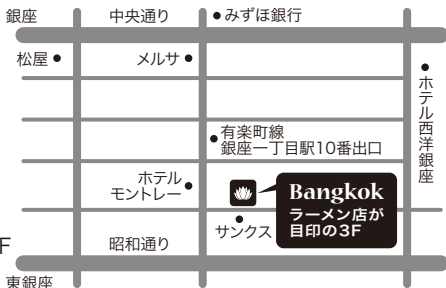 銀座
中央通り
みずほ銀行
松屋
メルサ
ホテル西洋銀座
有楽町線
銀座一丁目駅10番出口
ホテル
モントレー
Bangkok
ラーメン店が
目印の3F
サンクス
F
昭和通り
東銀座